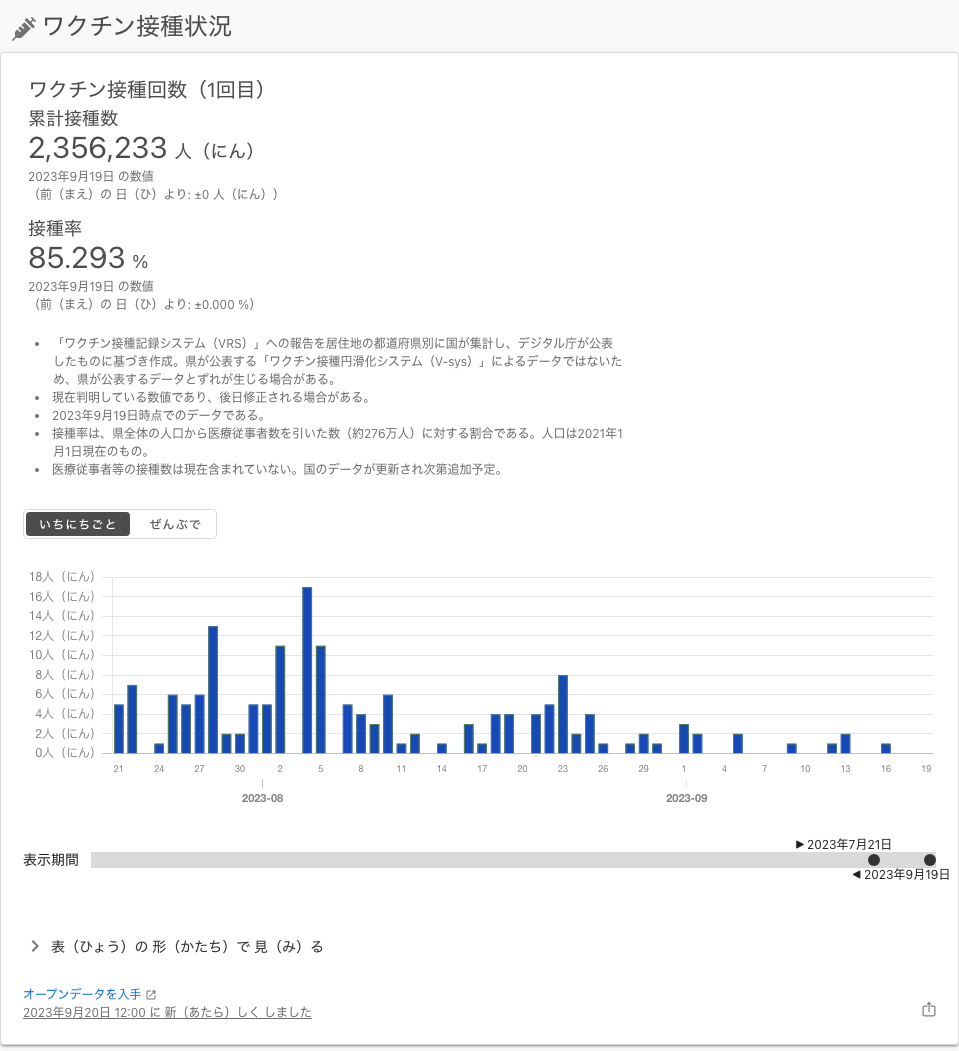 ワクチン接種状況
ワクチン接種回数（1回目）
累計接種数
2,356,233 人（にん）
2023年9月19日 の数値
（前（まえ）の 日（ひ）より: ±0 人（にん））
接種率
85.293 %
2023年9月19日 の数値
（前（まえ）の 日（ひ）より: ±0.000 %）
• 「ワクチン接種記録システム（VRS）」への報告を居住地の都道府県別に国が集計し、デジタル庁が公表
したものに基づき作成。県が公表する「ワクチン接種円滑化システム（V-sys）」によるデータではないた
め、県が公表するデータとずれが生じる場合がある。
• 現在判明している数値であり、後日修正される場合がある。
• 2023年9月19日時点でのデータである。
• 接種率は、県全体の人口から医療従事者数を引いた数（約276万人）に対する割合である。人口は2021年1
月1日現在のもの。
• 医療従事者等の接種数は現在含まれていない。国のデータが更新され次第追加予定。
いちにちごと ぜんぶで
18人（にん）
16人（にん）
14人（にん）
12人（にん）
10人（にん）
8人（にん）
6人（にん）
4人（にん）
2人（にん）
0人（にん）
21 24 27 30 2 5 8 11 14 17 20 23 26 29 1 4 7 10 13 16 19
2023-08 2023-09
▶ 2023年7月21日
表示期間
◀ 2023年9月19日
表（ひょう）の 形（かたち）で 見（み）る
オープンデータを入手
2023年9月20日 12:00 に 新（あたら）しく しました